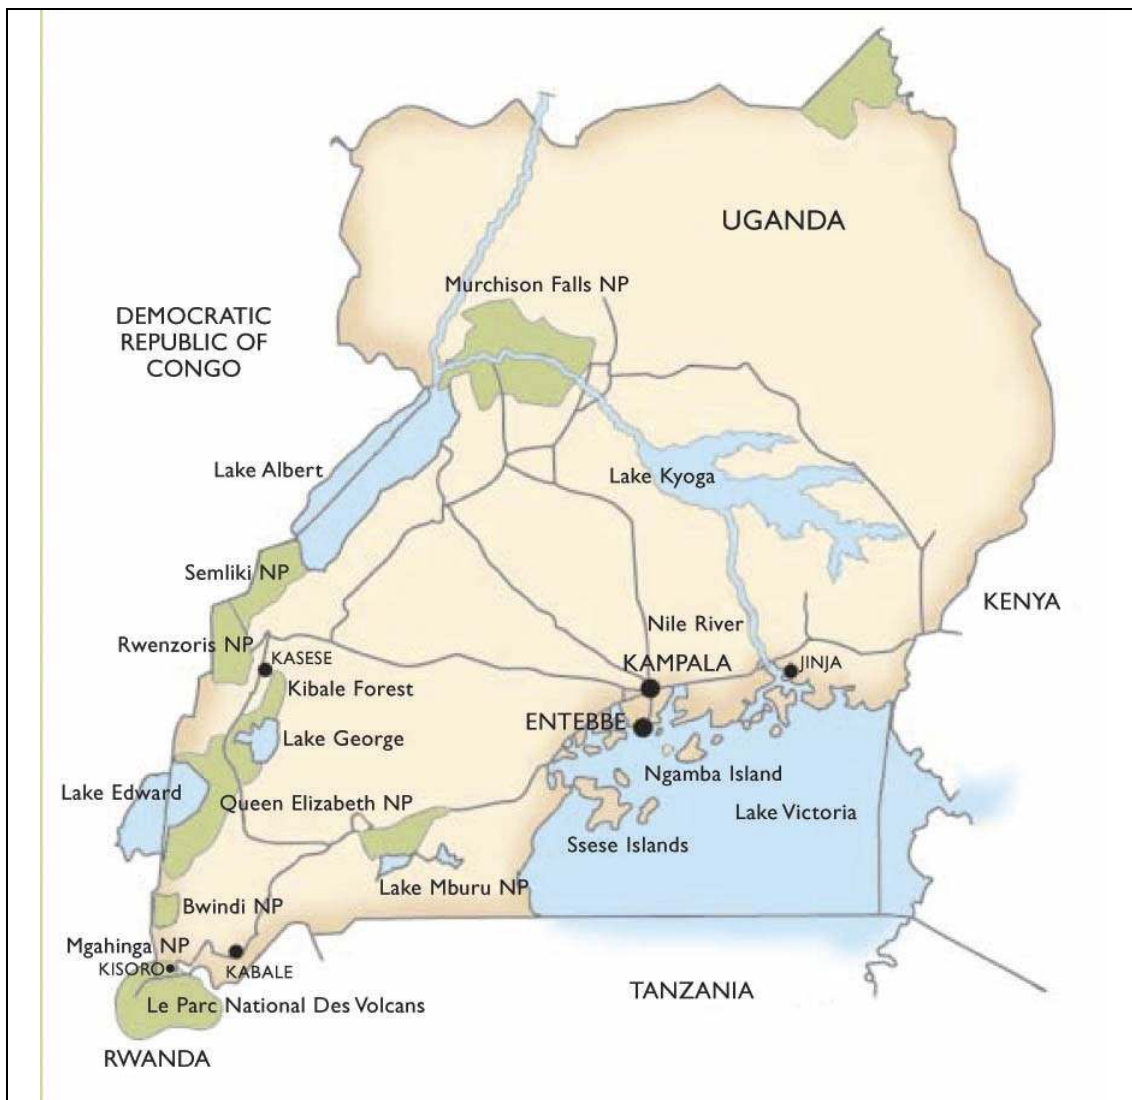 UGANDA
Murchison Falls NP
DEMOCRATIC
REPUBLIC OF
CONGO
Lake Albert
Lake Kyoga
Semliki NP
KENYA
Nile River
Rwenzoris NP
KASESE
KAMPALA
JINJA
Kibale Forest
ENTEBBE
Lake George
Ngamba Island
Lake Edward
Queen Elizabeth NP
Lake Victoria
Ssese Islands
Lake Mburu NP
Bwindi NP
Mgahinga NP
KISORO
KABALE
TANZANIA
Le Parc National Des Volcans
RWANDA